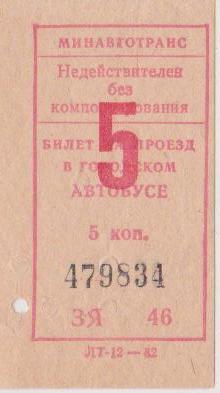 МИНАВТОТРАНС
Недействителен
без
компостирования
5
БИЛЕТ НА ПРОЕЗД
В ГОРОДСКОМ
АВТОБУСЕ
5 коп.
479834
ЗЯ 46
ЛТ-12-82